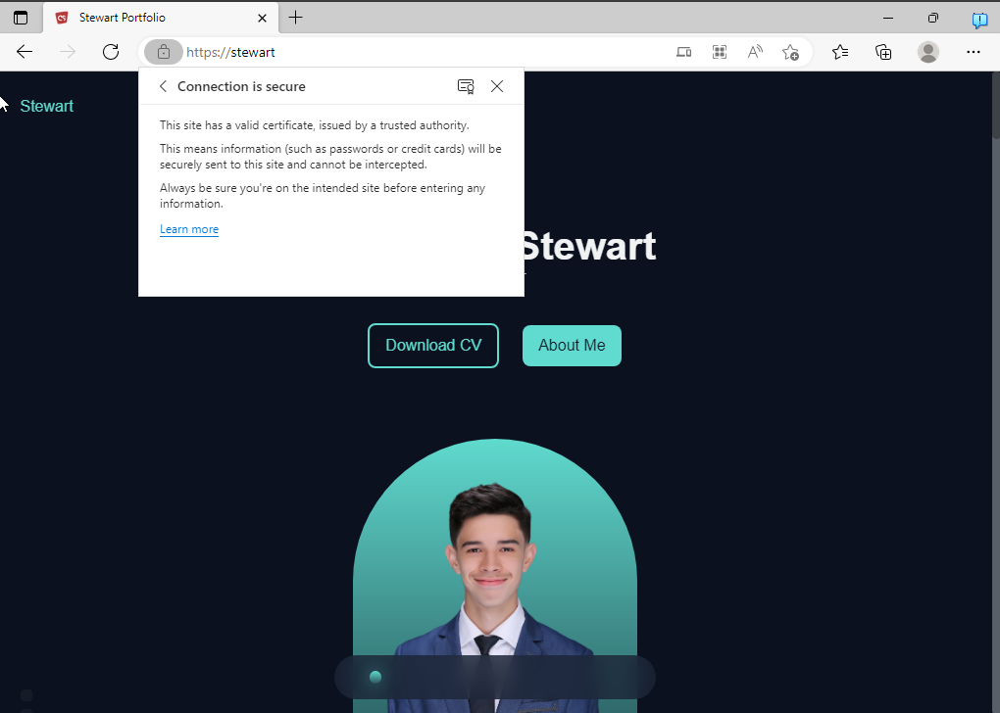 Stewart Portfolio
https://stewart
Connection is secure
Stewart
This site has a valid certificate, issued by a trusted authority.
This means information (such as passwords or credit cards) will be
securely sent to this site and cannot be intercepted.
Always be sure you're on the intended site before entering any
information.
Learn more
Stewart
Download CV
About Me